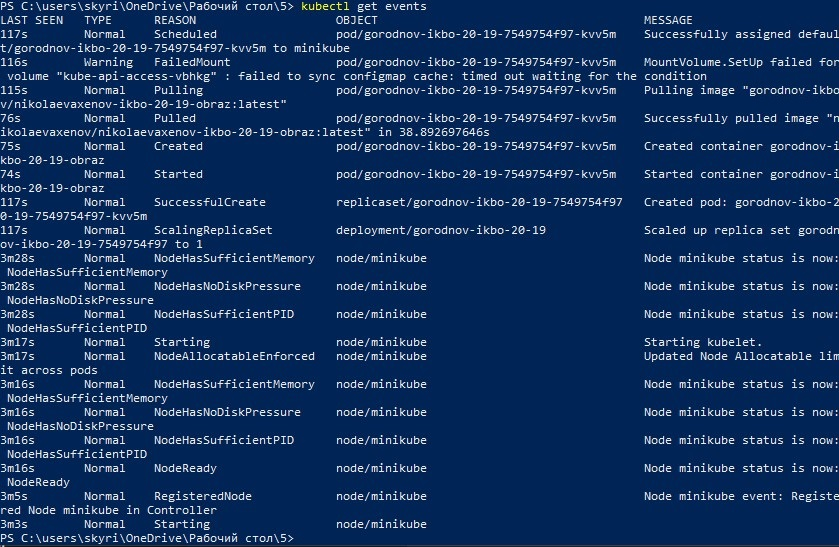 PS C:\users\skyri\OneDrive\Рабочий стол\5> kubectl get events
LAST SEEN TYPE REASON OBJECT MESSAGE
117s Normal Scheduled pod/gorodnov-ikbo-20-19-7549754f97-kvv5m Successfully assigned defaul
t/gorodnov-ikbo-20-19-7549754f97-kvv5m to minikube
116s Warning FailedMount pod/gorodnov-ikbo-20-19-7549754f97-kvv5m MountVolume.SetUp failed for
volume "kube-api-access-vbhkg" : failed to sync configmap cache: timed out waiting for the condition
115s Normal Pulling pod/gorodnov-ikbo-20-19-7549754f97-kvv5m Pulling image "nikolaevaxeno
v/nikolaevaxenov-ikbo-20-19-obraz:latest"
76s Normal Pulled pod/gorodnov-ikbo-20-19-7549754f97-kvv5m Successfully pulled image "n
ikolaevaxenov/nikolaevaxenov-ikbo-20-19-obraz:latest" in 38.892697646s
75s Normal Created pod/gorodnov-ikbo-20-19-7549754f97-kvv5m Created container gorodnov-i
kbo-20-19-obraz
74s Normal Started pod/gorodnov-ikbo-20-19-7549754f97-kvv5m Started container gorodnov-i
kbo-20-19-obraz
117s Normal SuccessfulCreate replicaset/gorodnov-ikbo-20-19-7549754f97 Created pod: gorodnov-ikbo-2
0-19-7549754f97-kvv5m
117s Normal ScalingReplicaSet deployment/gorodnov-ikbo-20-19 Scaled up replica set gorodn
ov-ikbo-20-19-7549754f97 to 1
3m28s Normal NodeHasSufficientMemory node/minikube Node minikube status is now:
NodeHasSufficientMemory
3m28s Normal NodeHasNoDiskPressure node/minikube Node minikube status is now:
NodeHasNoDiskPressure
3m28s Normal NodeHasSufficientPID node/minikube Node minikube status is now:
NodeHasSufficientPID
3m17s Normal Starting node/minikube Starting kubelet.
3m17s Normal NodeAllocatableEnforced node/minikube Updated Node Allocatable lim
it across pods
3m16s Normal NodeHasSufficientMemory node/minikube Node minikube status is now:
NodeHasSufficientMemory
3m16s Normal NodeHasNoDiskPressure node/minikube Node minikube status is now:
NodeHasNoDiskPressure
3m16s Normal NodeHasSufficientPID node/minikube Node minikube status is now:
NodeHasSufficientPID
3m16s Normal NodeReady node/minikube Node minikube status is now:
NodeReady
3m5s Normal RegisteredNode node/minikube Node minikube event: Registe
red Node minikube in Controller
3m3s Normal Starting node/minikube
PS C:\users\skyri\OneDrive\Рабочий стол\5>